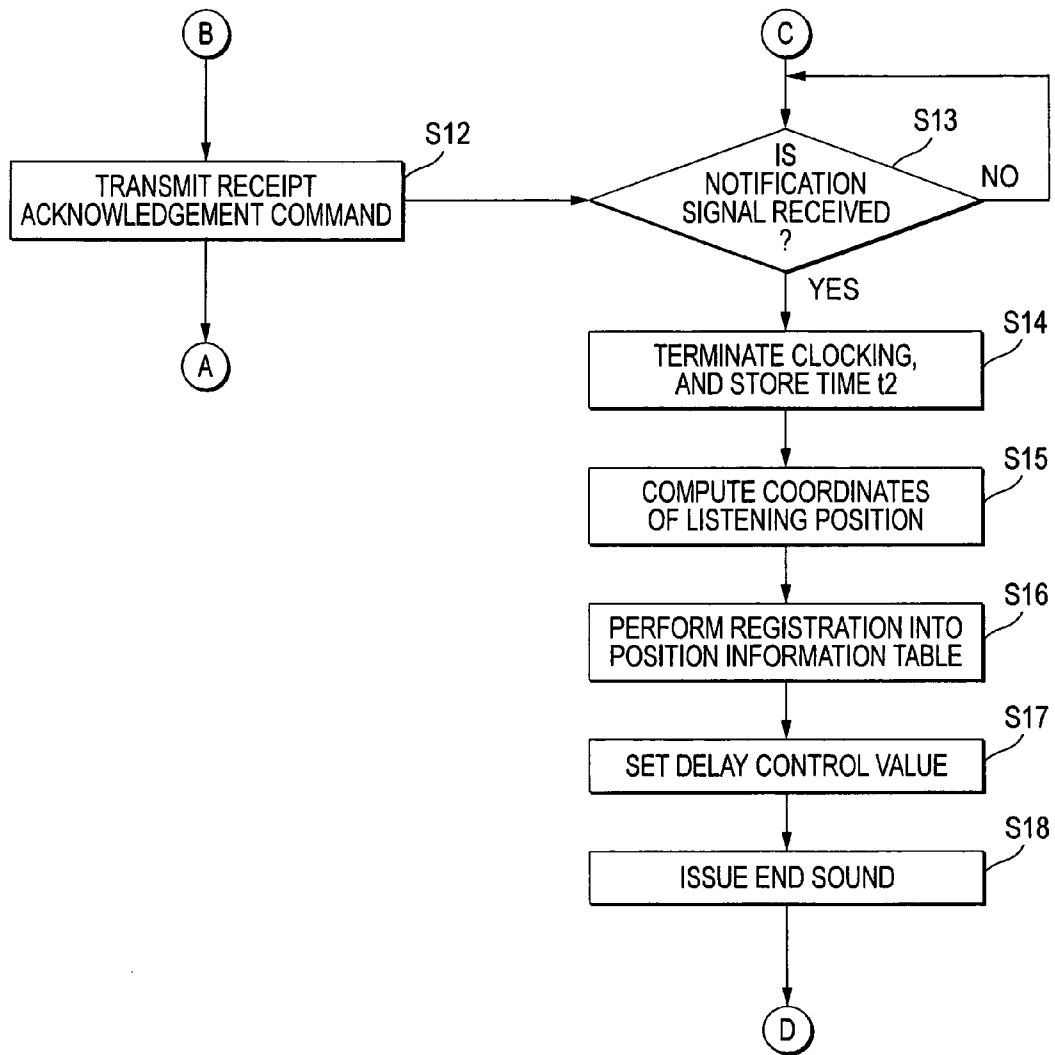 B
C
S12
S13
TRANSMIT RECEIPT
ACKNOWLEDGEMENT COMMAND
IS
NOTIFICATION
SIGNAL RECEIVED
?
NO
YES
A
S14
TERMINATE CLOCKING,
AND STORE TIME t2
S15
COMPUTE COORDINATES
OF LISTENING POSITION
S16
PERFORM REGISTRATION INTO
POSITION INFORMATION TABLE
S17
SET DELAY CONTROL VALUE
S18
ISSUE END SOUND
D